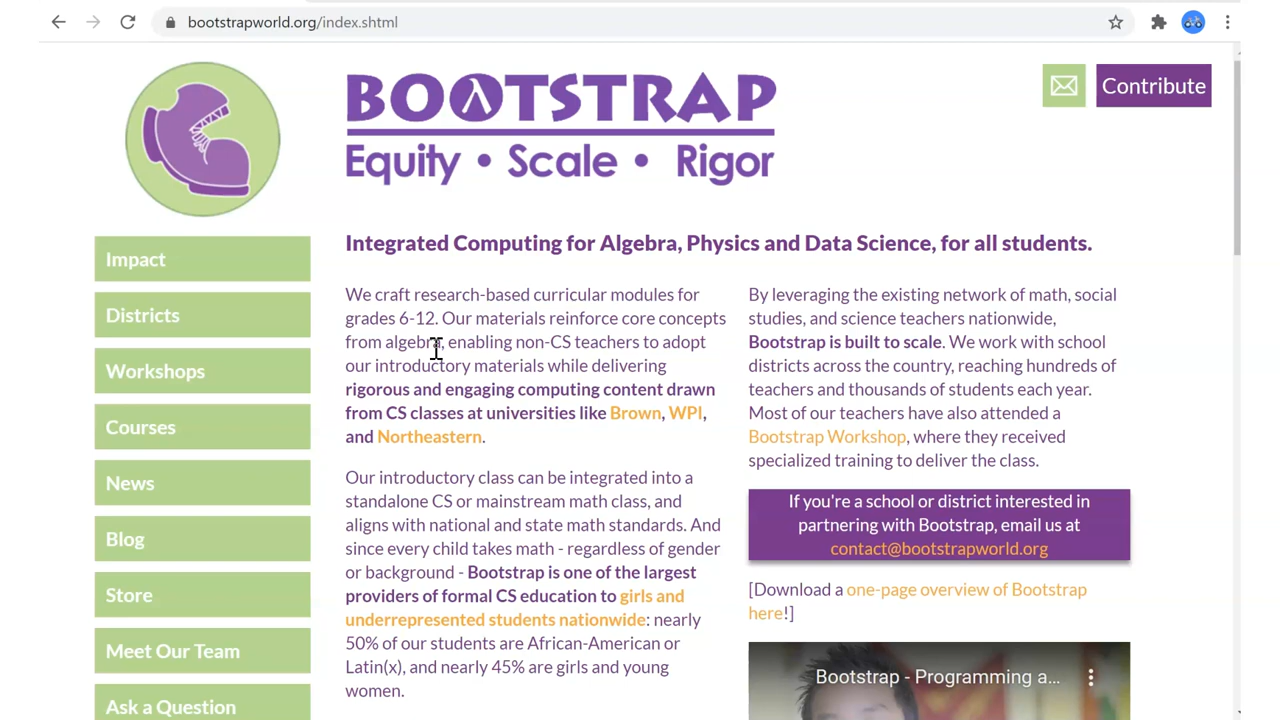 bootstrapworld.org/index.shtml
BOOTSTRAP
Equity • Scale • Rigor
Contribute
Impact
Districts
Workshops
Courses
News
Blog
Store
Meet Our Team
Ask a Question
Integrated Computing for Algebra, Physics and Data Science, for all students.
We craft research-based curricular modules for
grades 6-12. Our materials reinforce core concepts
from algebra, enabling non-CS teachers to adopt
our introductory materials while delivering
rigorous and engaging computing content drawn
from CS classes at universities like Brown, WPI,
and Northeastern.
Our introductory class can be integrated into a
standalone CS or mainstream math class, and
aligns with national and state math standards. And
since every child takes math - regardless of gender
or background - Bootstrap is one of the largest
providers of formal CS education to girls and
underrepresented students nationwide: nearly
50% of our students are African-American or
Latin(x), and nearly 45% are girls and young
women.
By leveraging the existing network of math, social
studies, and science teachers nationwide,
Bootstrap is built to scale. We work with school
districts across the country, reaching hundreds of
teachers and thousands of students each year.
Most of our teachers have also attended a
Bootstrap Workshop, where they received
specialized training to deliver the class.
If you're a school or district interested in
partnering with Bootstrap, email us at
contact@bootstrapworld.org
[Download a one-page overview of Bootstrap
here!]
Bootstrap - Programming a...